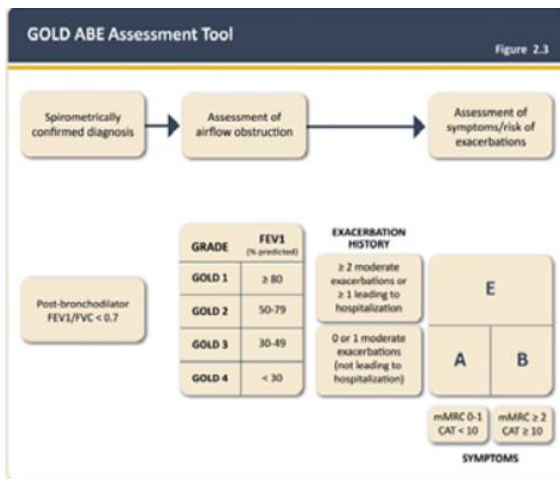 GOLD ABE Assessment Tool
Figure 2.3
Spirometrically
confirmed diagnosis
Assessment of
airflow obstruction
Assessment of
symptoms/risk of
exacerbations
Post-bronchodilator
FEV1/FVC < 0.7
GRADE
FEV1
(% predicted)
GOLD 1
≥ 80
GOLD 2
50-79
GOLD 3
30-49
GOLD 4
< 30
EXACERBATION
HISTORY
≥ 2 moderate
exacerbations or
≥ 1 leading to
hospitalization
0 or 1 moderate
exacerbations
(not leading to
hospitalization)
E
A
B
mMRC 0-1
CAT < 10
mMRC ≥ 2
CAT ≥ 10
SYMPTOMS